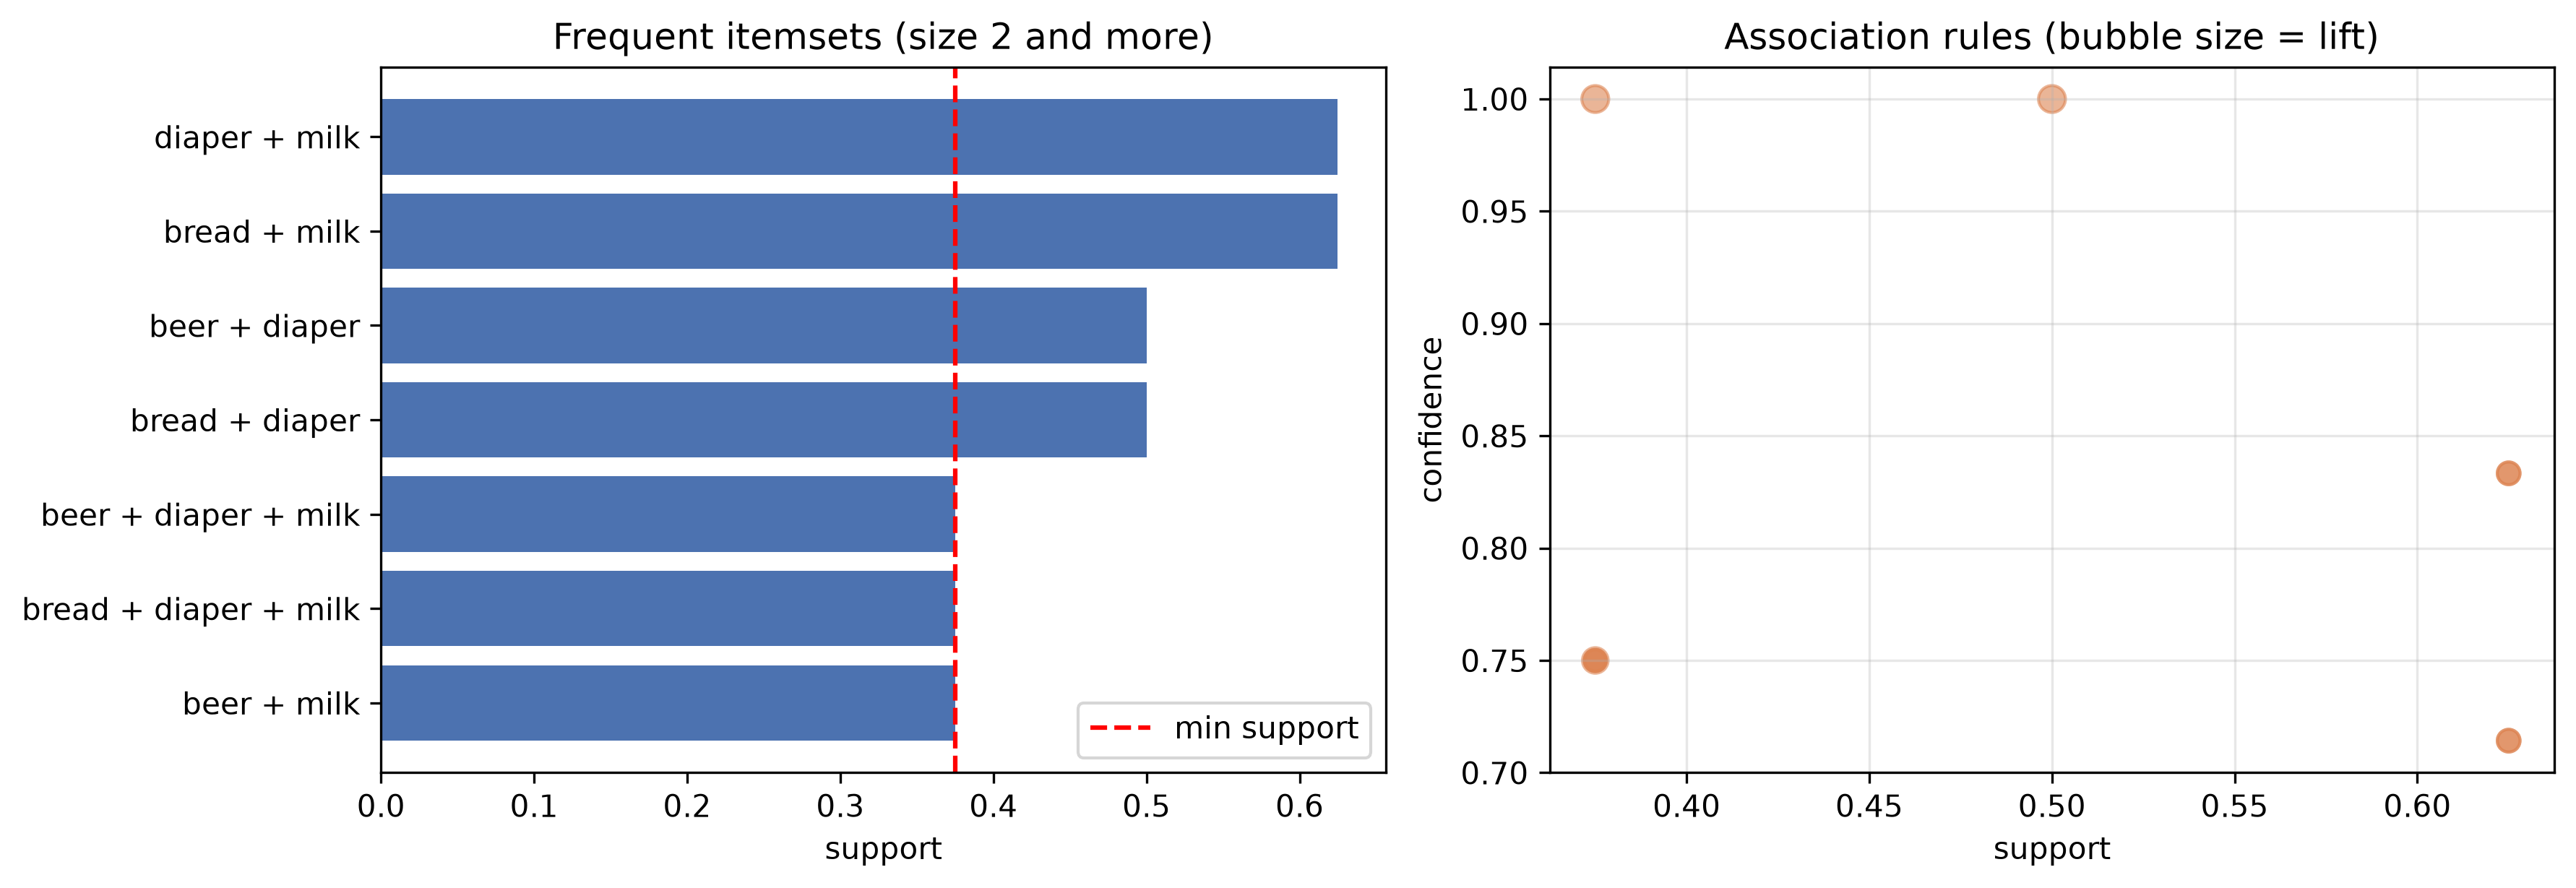 Frequent itemsets (size 2 and more)
diaper + milk
bread + milk
beer + diaper
bread + diaper
beer + diaper + milk
bread + diaper + milk
beer + milk
min support
0.0 0.1 0.2 0.3 0.4 0.5 0.6
support
Association rules (bubble size = lift)
confidence
1.00
0.95
0.90
0.85
0.80
0.75
0.70
0.40 0.45 0.50 0.55 0.60
support